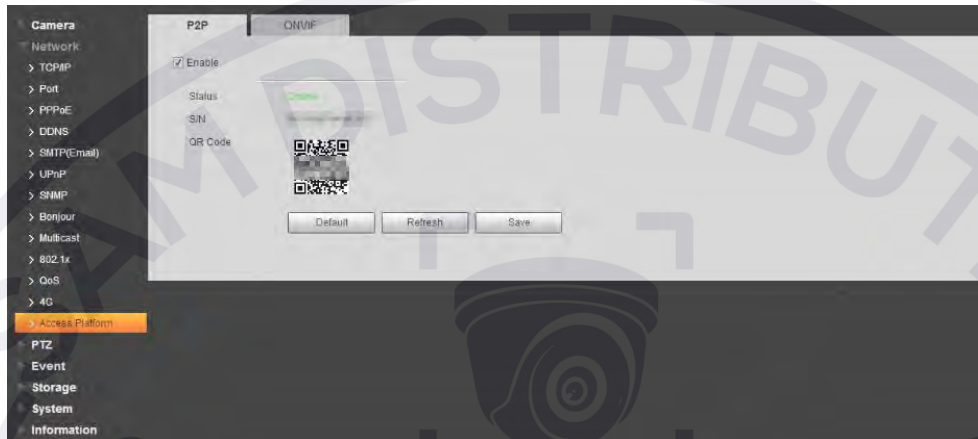 Camera
Network
TCP/IP
Port
PPPoE
DDNS
SMTP(Email)
UPnP
SNMP
Bonjour
Multicast
802.1x
QoS
4G
Access Platform
PTZ
Event
Storage
System
Information
P2P ONVIF
Enable
Status Online
S/N
QR Code
Default Refresh Save